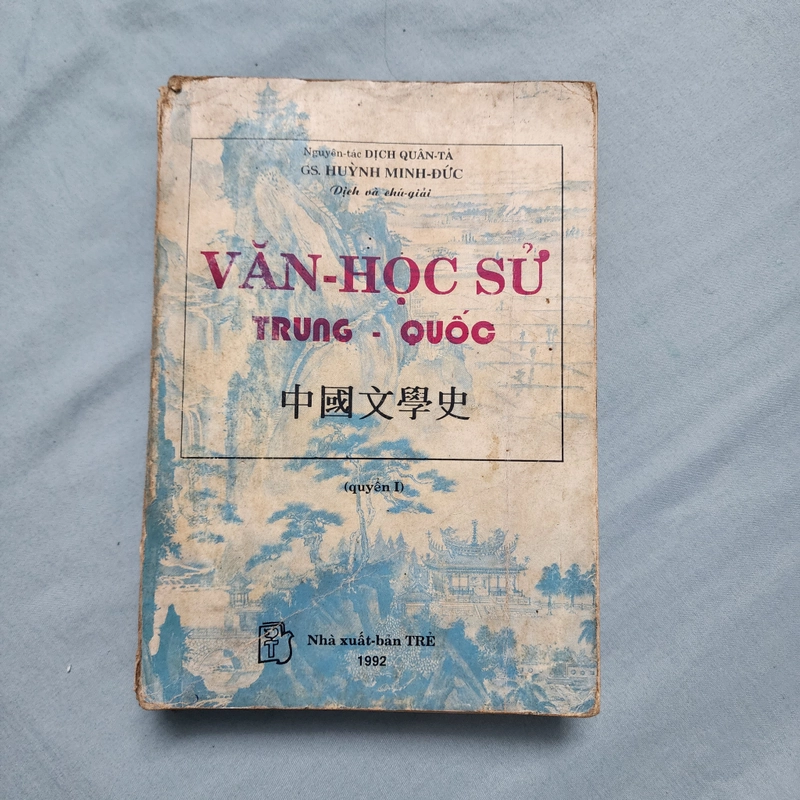 Nguyên-tác DỊCH QUÂN-TẢ
GS. HUỲNH MINH-ĐỨC
Dịch và chú-giải
VĂN-HỌC SỬ
TRUNG - QUỐC
中國文學史
(quyển I)
Nhà xuất-bản TRẺ
1992